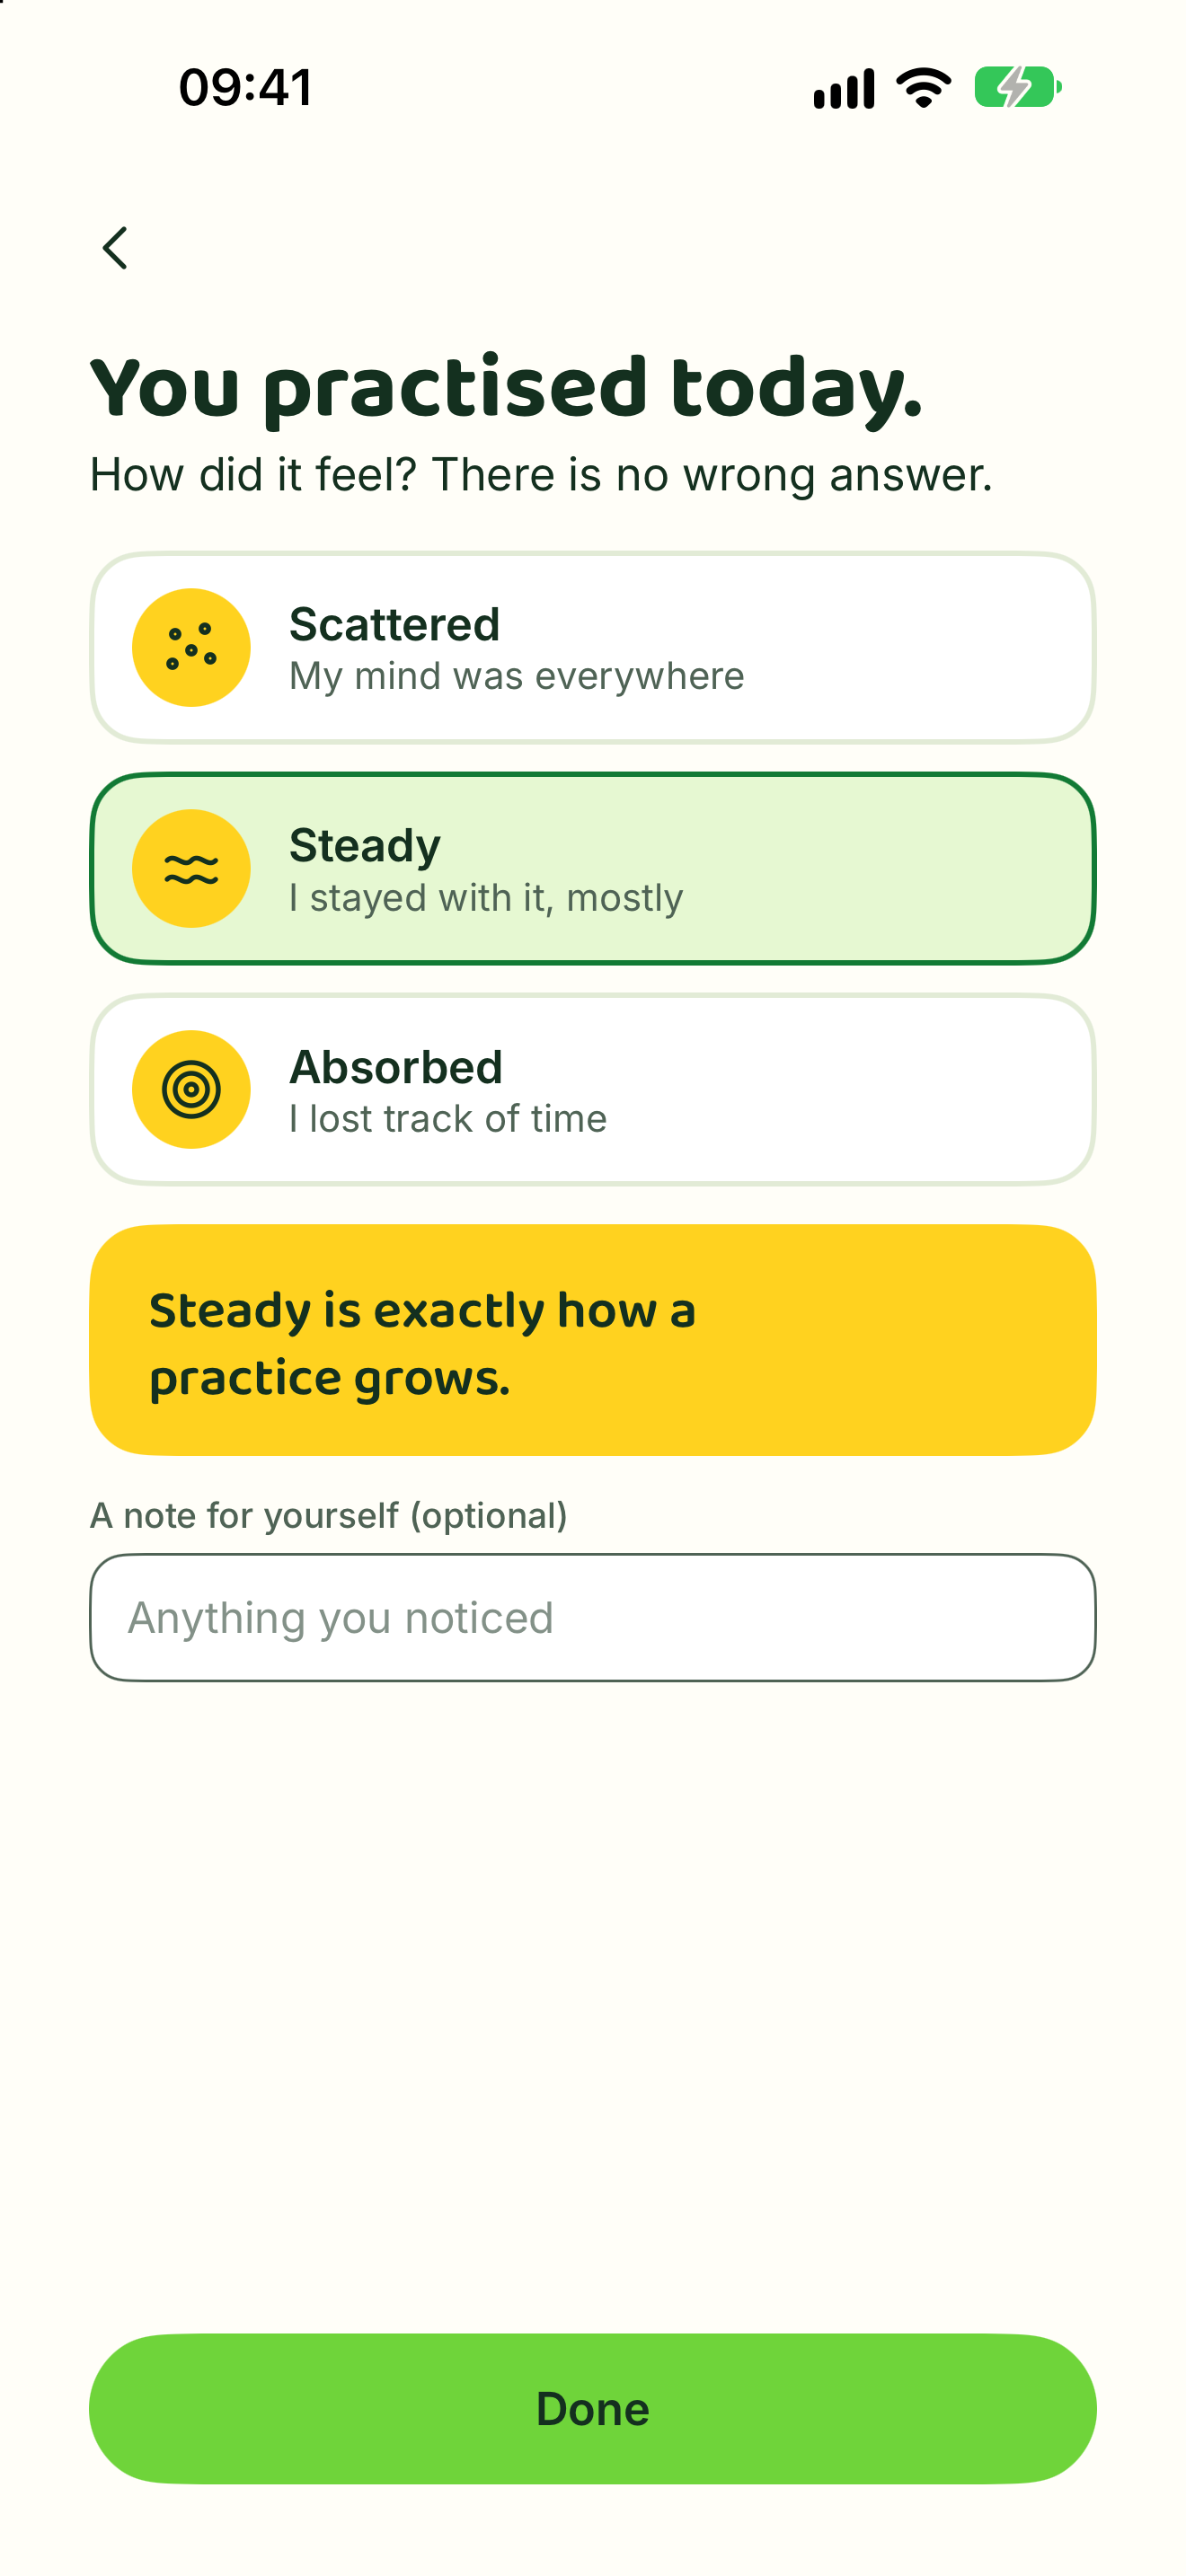 09:41
You practised today.
How did it feel? There is no wrong answer.
Scattered
My mind was everywhere
Steady
I stayed with it, mostly
Absorbed
I lost track of time
Steady is exactly how a
practice grows.
A note for yourself (optional)
Anything you noticed
Done